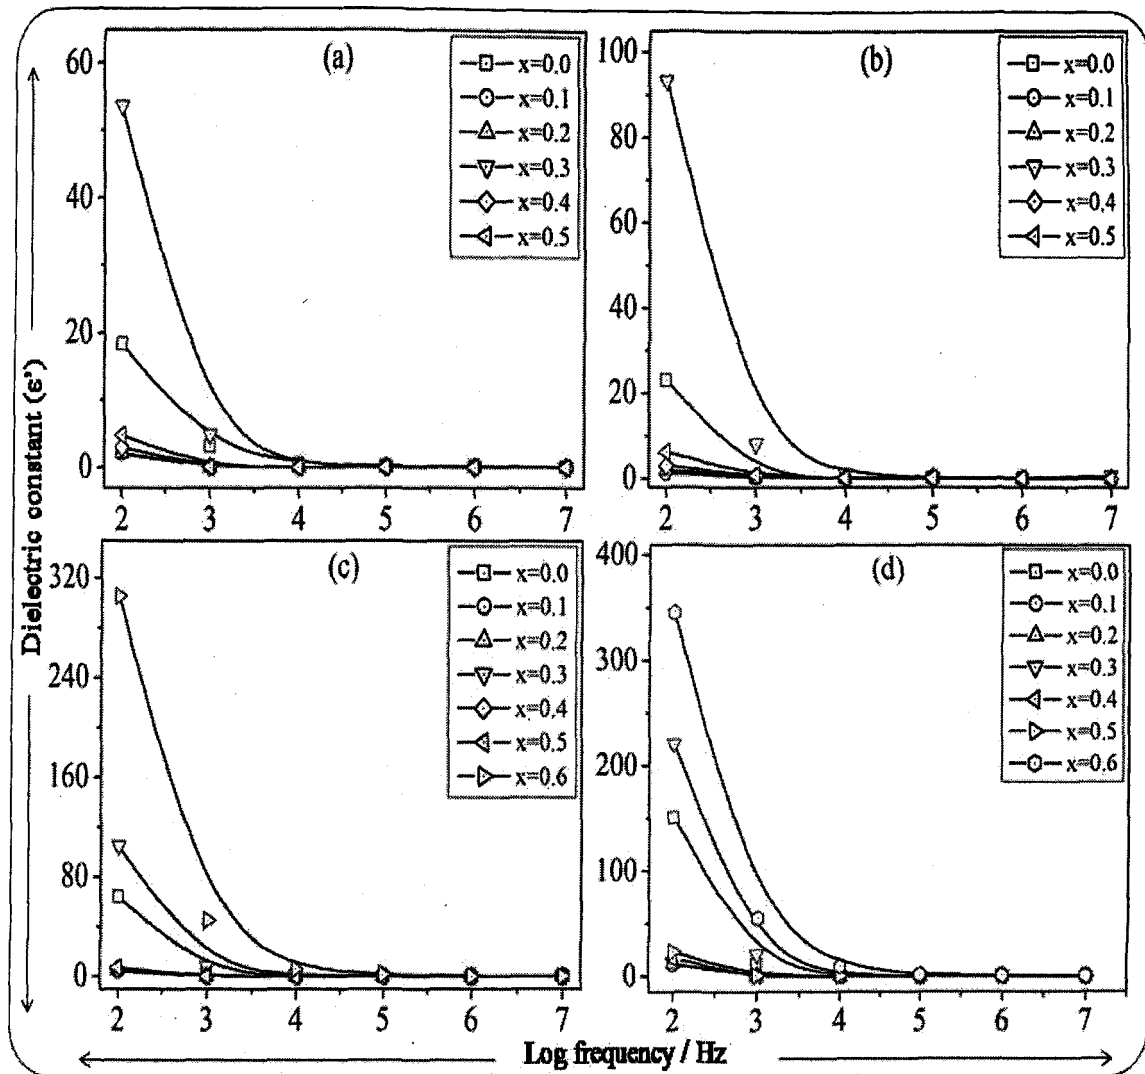 Dielectric constant (ε')
(a)
60
40
20
0
2 3 4 5 6 7
x=0.0
x=0.1
x=0.2
x=0.3
x=0.4
x=0.5
(b)
100
80
60
40
20
0
2 3 4 5 6 7
x=0.0
x=0.1
x=0.2
x=0.3
x=0.4
x=0.5
(c)
320
240
160
80
0
2 3 4 5 6 7
x=0.0
x=0.1
x=0.2
x=0.3
x=0.4
x=0.5
x=0.6
(d)
400
300
200
100
0
2 3 4 5 6 7
x=0.0
x=0.1
x=0.2
x=0.3
x=0.4
x=0.5
x=0.6
Log frequency / Hz